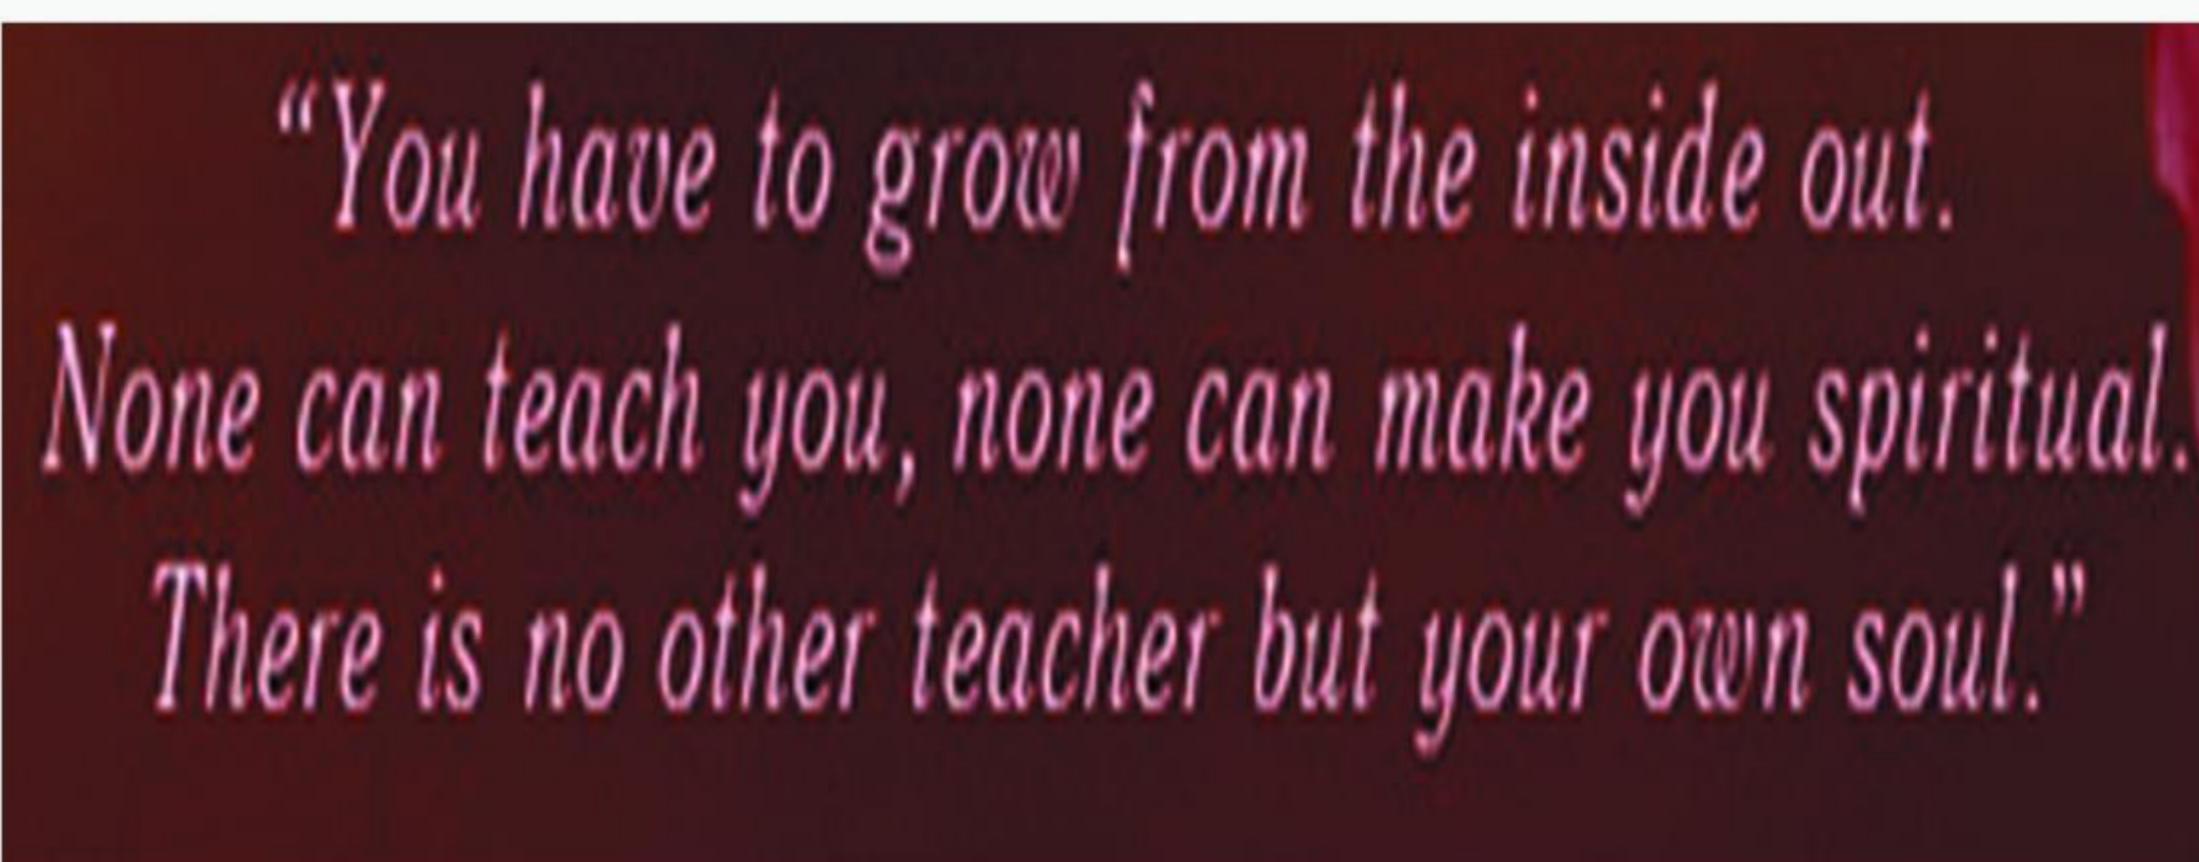 “You have to grow from the inside out.
None can teach you, none can make you spiritual.
There is no other teacher but your own soul.”